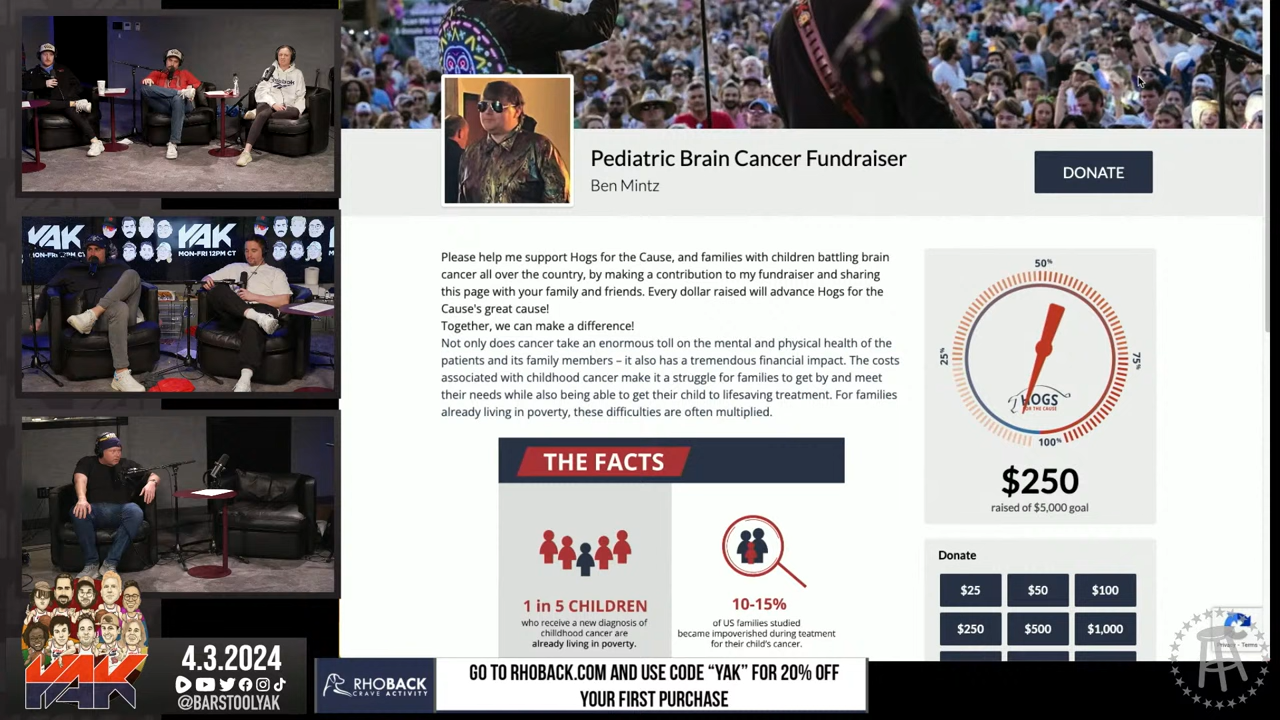 YAK
YAK
MON-FRI 12PM CT
MON-FRI
Pediatric Brain Cancer Fundraiser
Ben Mintz
DONATE
Please help me support Hogs for the Cause, and families with children battling brain
cancer all over the country, by making a contribution to my fundraiser and sharing
this page with your family and friends. Every dollar raised will advance Hogs for the
Cause's great cause!
Together, we can make a difference!
Not only does cancer take an enormous toll on the mental and physical health of the
patients and its family members – it also has a tremendous financial impact. The costs
associated with childhood cancer make it a struggle for families to get by and meet
their needs while also being able to get their child to lifesaving treatment. For families
already living in poverty, these difficulties are often multiplied.
THE FACTS
1 in 5 CHILDREN
who receive a new diagnosis of
chilldhood cancer are
already living in poverty.
10-15%
of US families studied
became impoverished during teatment
for their child's cancer.
50%
25%
75%
HOGS
FOR THE CAUSE
100%
$250
raised of $5,000 goal
Donate
$25 $50 $100
$250 $500 $1,000
Privacy - Terms
YAK
4.3.2024
@BARSTOOLYAK
RHOBACK
CRAVE ACTIVITY
GO TO RHOBACK.COM AND USE CODE “YAK” FOR 20% OFF
YOUR FIRST PURCHASE